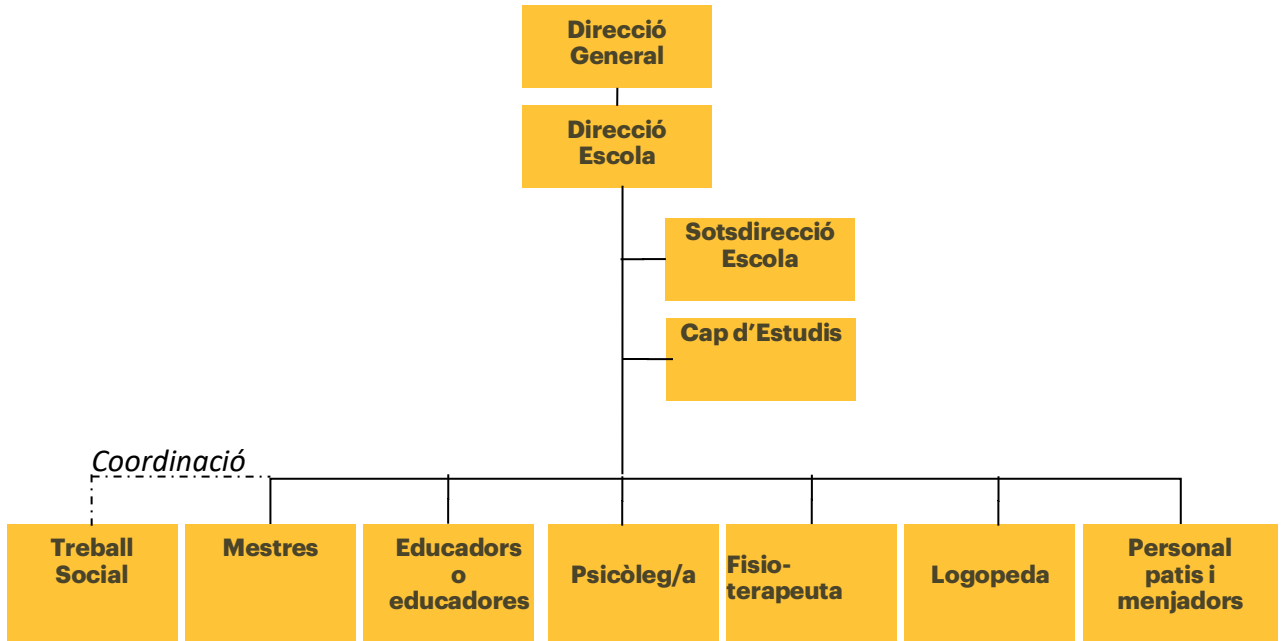 Direcció
General
Direcció
Escola
Sotsdirecció
Escola
Cap d’Estudis
Coordinació
Treball
Social
Mestres
Educadors
o
educadores
Psicòleg/a
Fisio-
terapeuta
Logopeda
Personal
patis i
menjadors